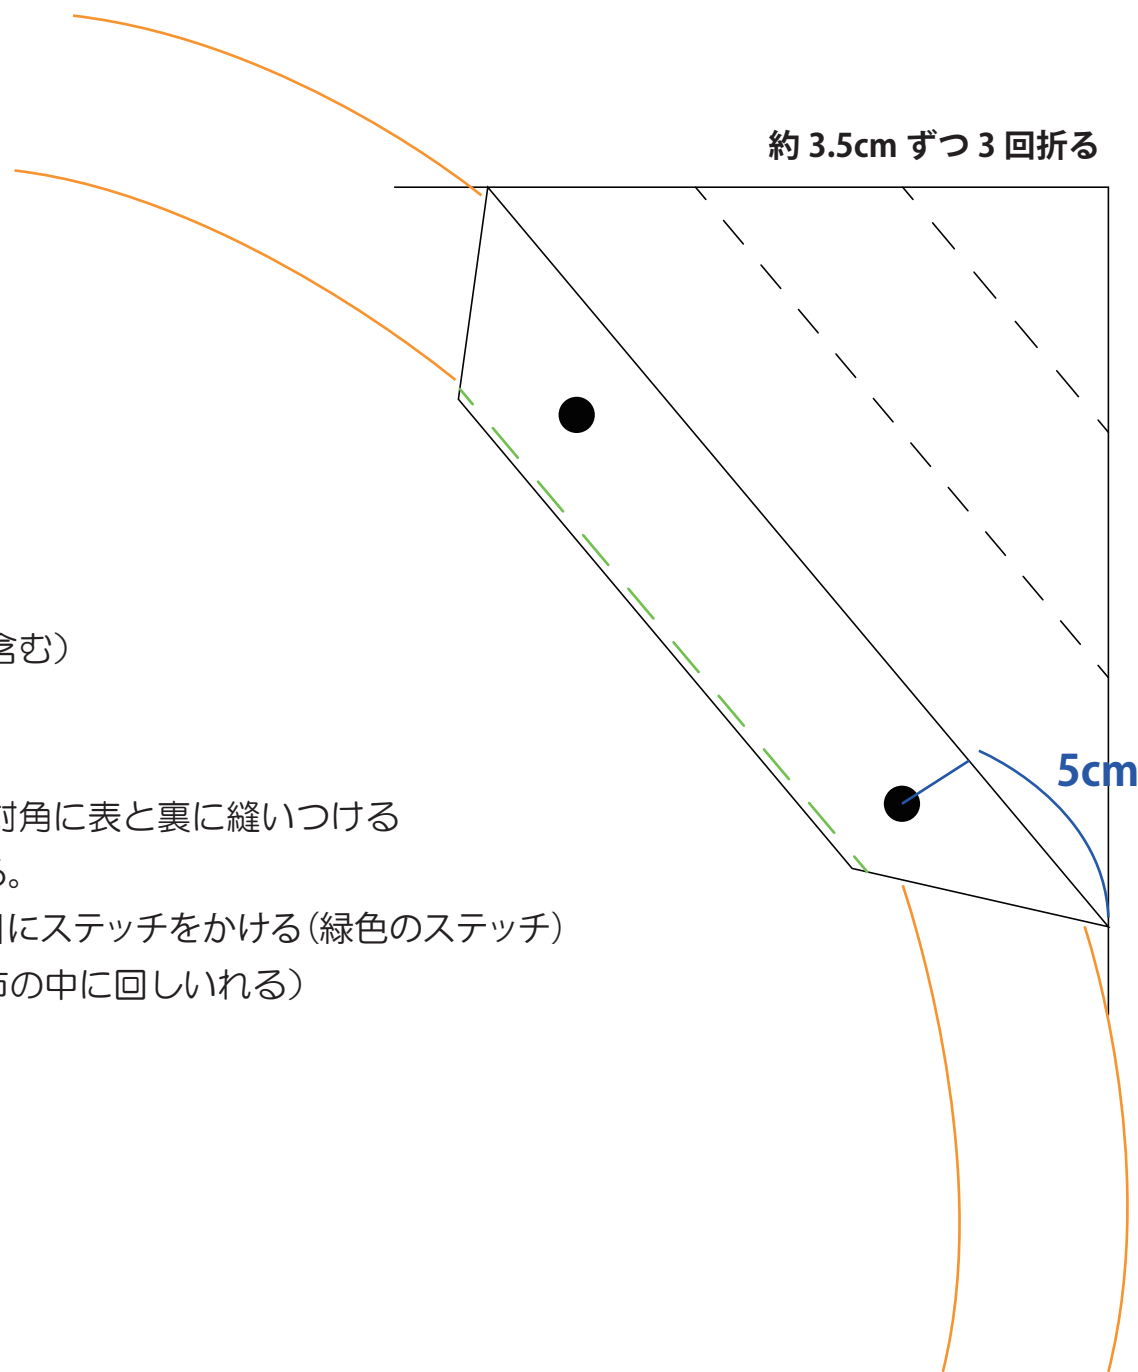 約 3.5cm ずつ 3 回折る
含む）
5cm
対角に表と裏に縫いつける
る。
にステッチをかける（緑色のステッチ）
の中に回しいれる）